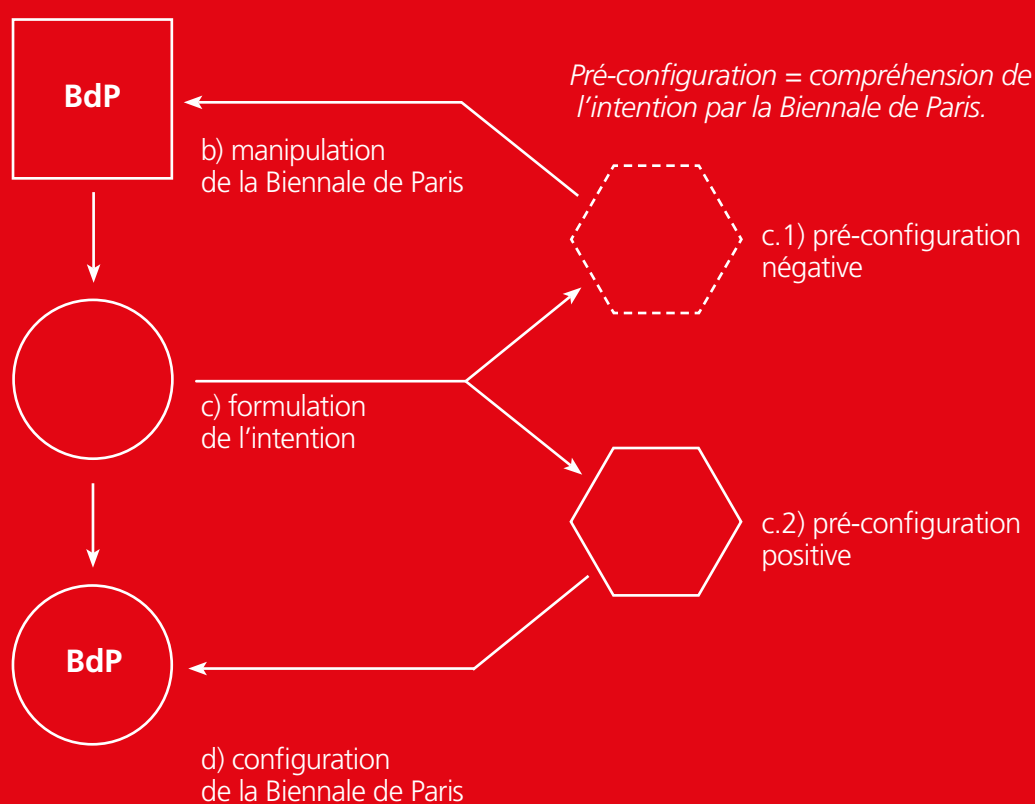 BdP
Pré-configuration = compréhension de
l’intention par la Biennale de Paris.
b) manipulation
de la Biennale de Paris
c.1) pré-configuration
négative
c) formulation
de l’intention
c.2) pré-configuration
positive
BdP
d) configuration
de la Biennale de Paris